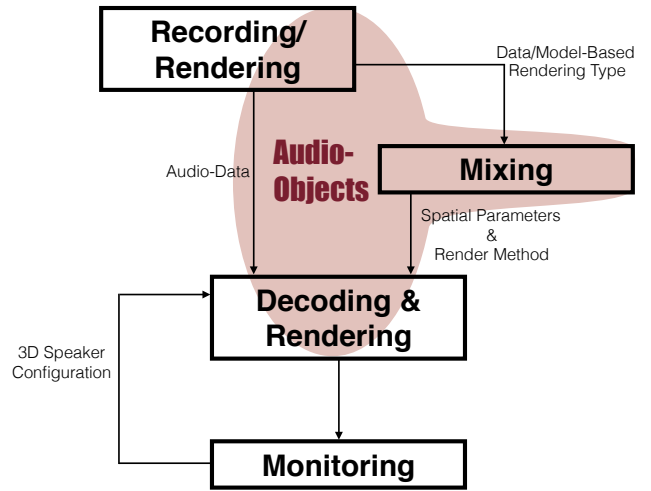 Recording/
Rendering
Data/Model-Based
Rendering Type
Audio-
Objects
Audio-Data
Mixing
Spatial Parameters
&
Render Method
Decoding &
Rendering
3D Speaker
Configuration
Monitoring